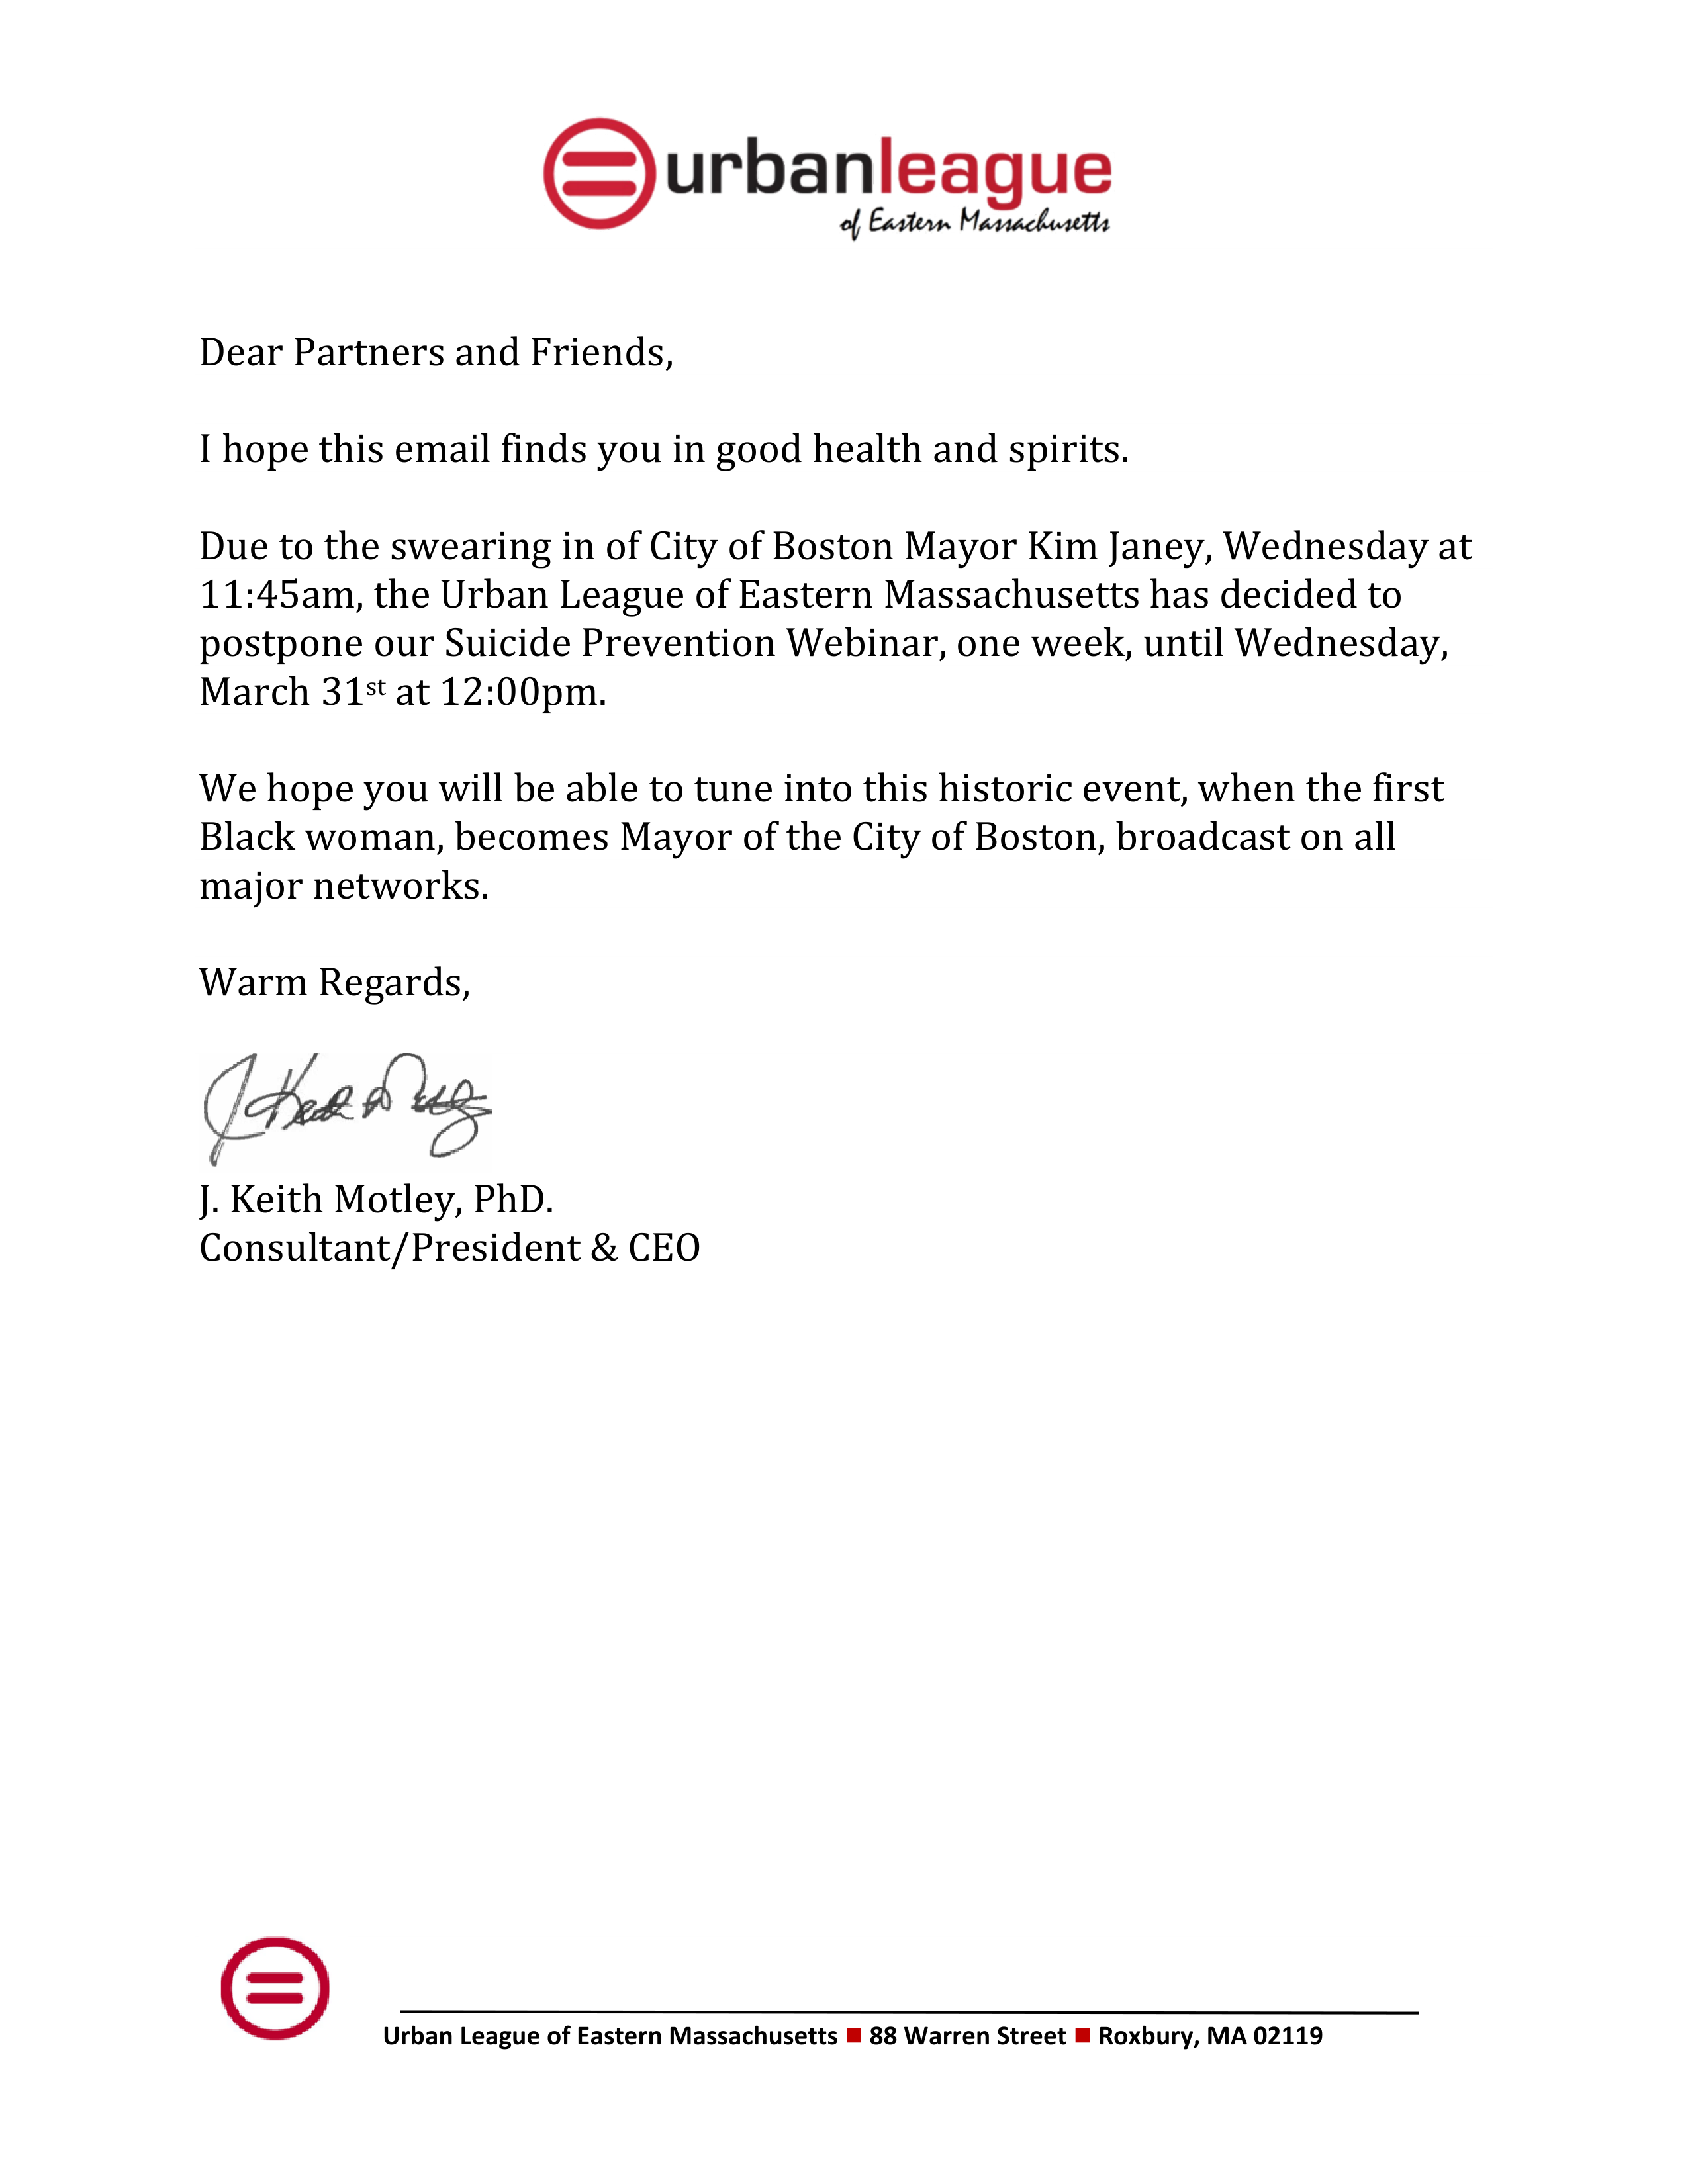 urbanleague
of Eastern Massachusetts
Dear Partners and Friends,
I hope this email finds you in good health and spirits.
Due to the swearing in of City of Boston Mayor Kim Janey, Wednesday at
11:45am, the Urban League of Eastern Massachusetts has decided to
postpone our Suicide Prevention Webinar, one week, until Wednesday,
March 31st at 12:00pm.
We hope you will be able to tune into this historic event, when the first
Black woman, becomes Mayor of the City of Boston, broadcast on all
major networks.
Warm Regards,
J. Keith Motley, PhD.
Consultant/President & CEO
Urban League of Eastern Massachusetts ■ 88 Warren Street ■ Roxbury, MA 02119